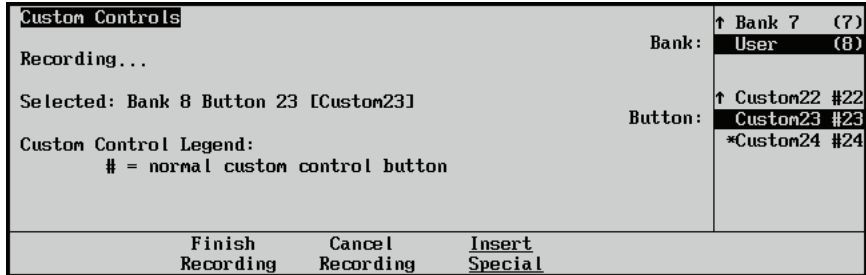 Custom Controls
Recording...
Selected: Bank 8 Button 23 [Custom23]
Custom Control Legend:
# = normal custom control button
Bank:
↑ Bank 7 (7)
User (8)
Button:
↑ Custom22 #22
Custom23 #23
*Custom24 #24
Finish Recording
Cancel Recording
Insert Special